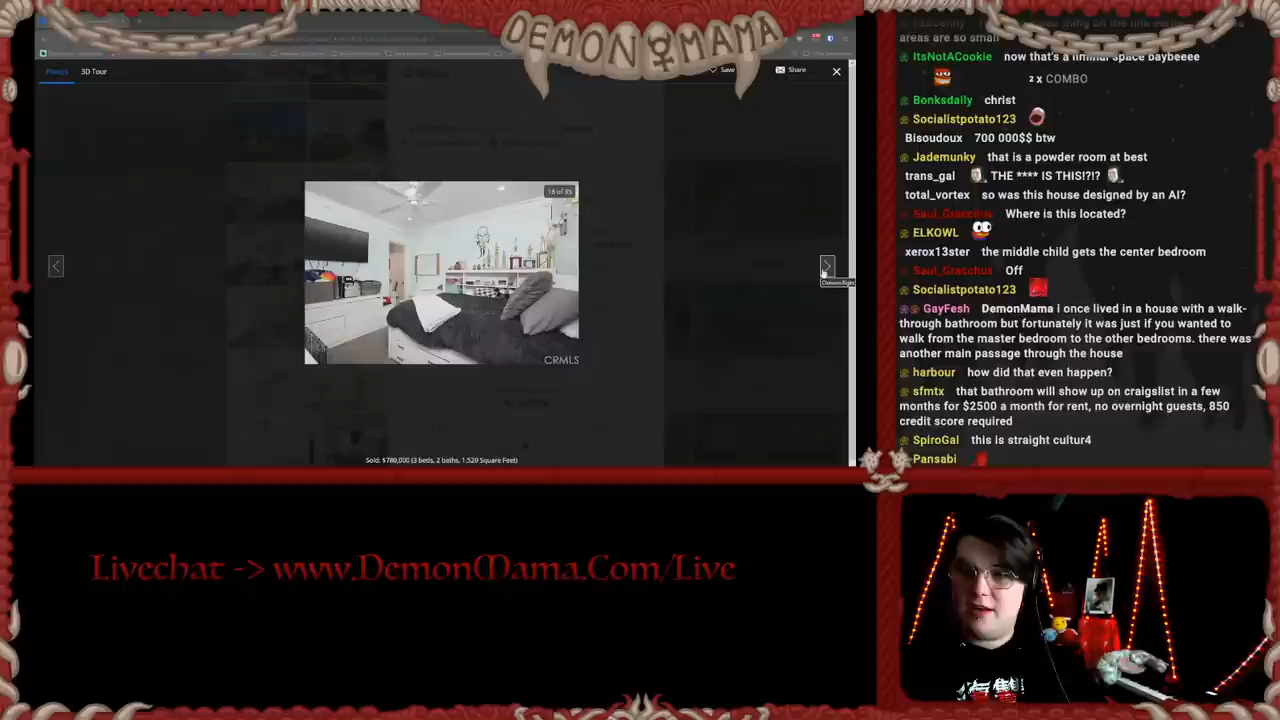 DEMON MAMA
Photos
3D Tour
Save
Share
18 of 35
CRMLS
Sold: $780,000 (3 beds, 2 baths, 1,520 Square Feet)
areas are so small
ItsNotACookie now that's a liminal space baybeeee
2 x COMBO
Bonksdaily christ
Socialistpotato123
Bisoudoux 700 000$$ btw
Jademunky that is a powder room at best
trans_gal THE **** IS THIS!?!?
total_vortex so was this house designed by an AI?
Saul_Gracchus Where is this located?
ELKOWL
xerox13ster the middle child gets the center bedroom
Saul_Gracchus Off
Socialistpotato123
GayFesh DemonMama i once lived in a house with a walk-
through bathroom but fortunately it was just if you wanted to
walk from the master bedroom to the other bedrooms. there was
another main passage through the house
harbour how did that even happen?
sfmtx that bathroom will show up on craigslist in a few
months for $2500 a month for rent, no overnight guests, 850
credit score required
SpiroGal this is straight cultur4
Pansabi
Livechat -> www.DemonMama.Com/Live